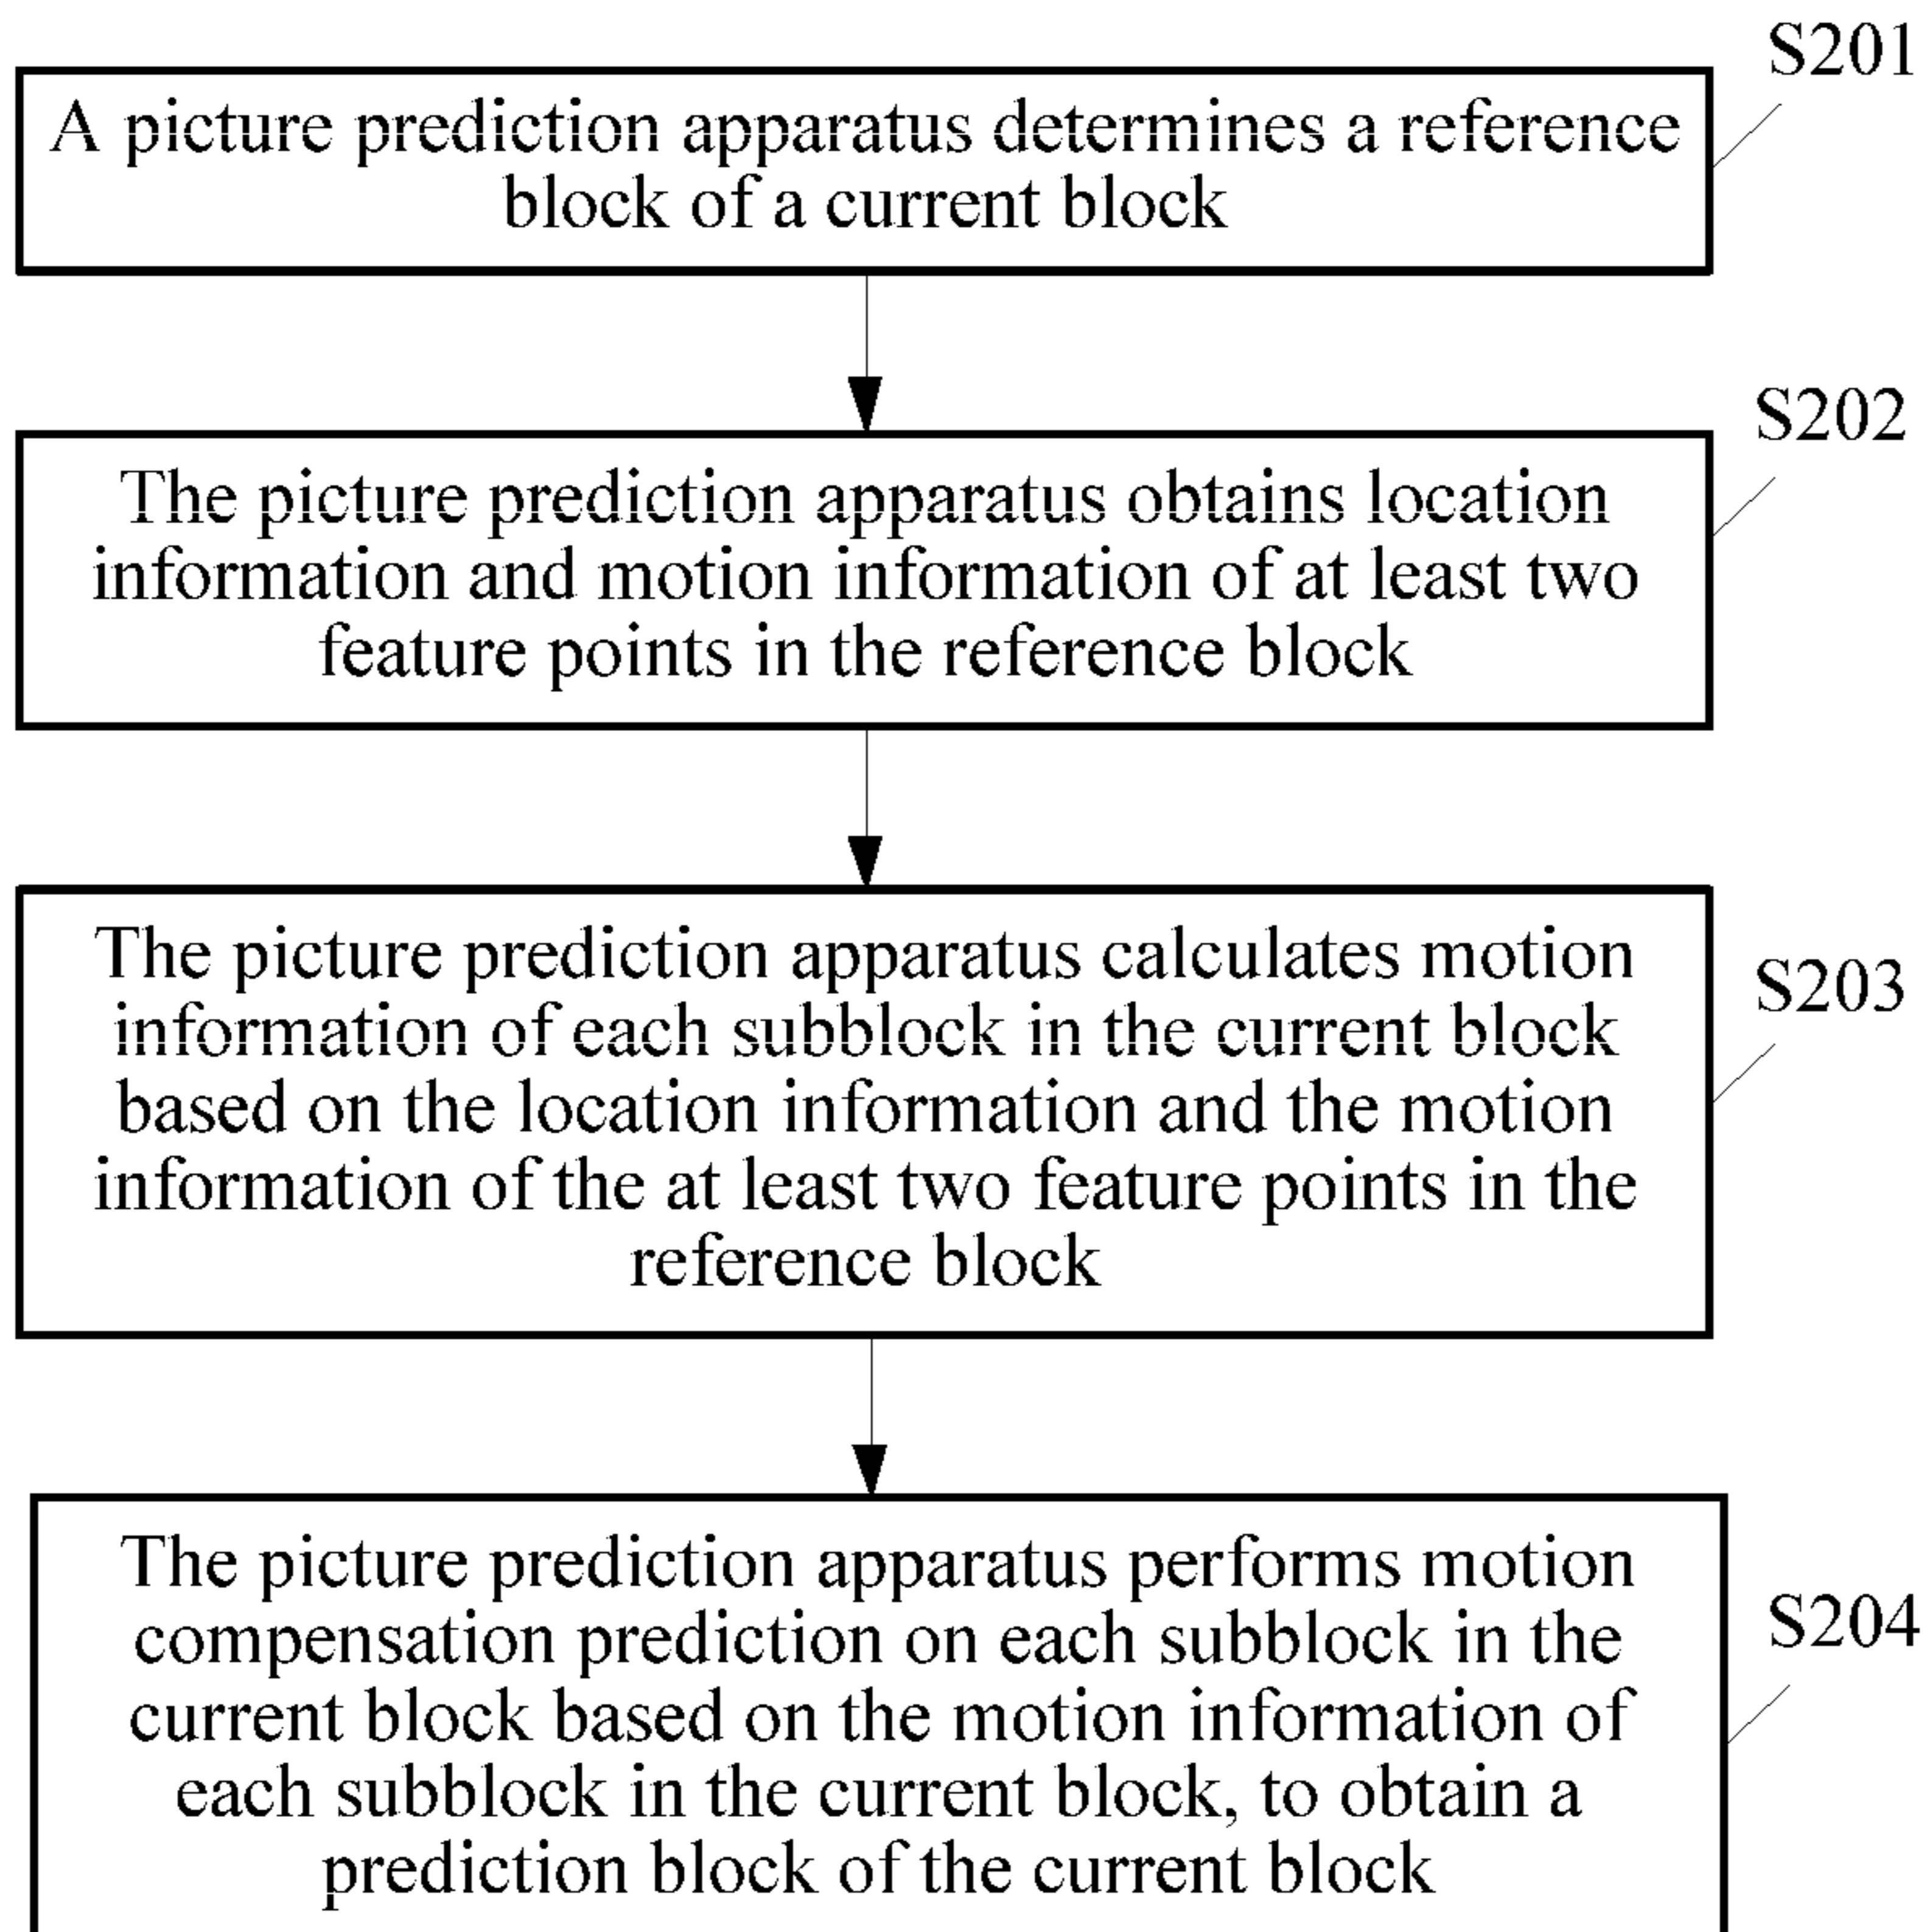 S201
A picture prediction apparatus determines a reference
block of a current block
S202
The picture prediction apparatus obtains location
information and motion information of at least two
feature points in the reference block
S203
The picture prediction apparatus calculates motion
information of each subblock in the current block
based on the location information and the motion
information of the at least two feature points in the
reference block
S204
The picture prediction apparatus performs motion
compensation prediction on each subblock in the
current block based on the motion information of
each subblock in the current block, to obtain a
prediction block of the current block